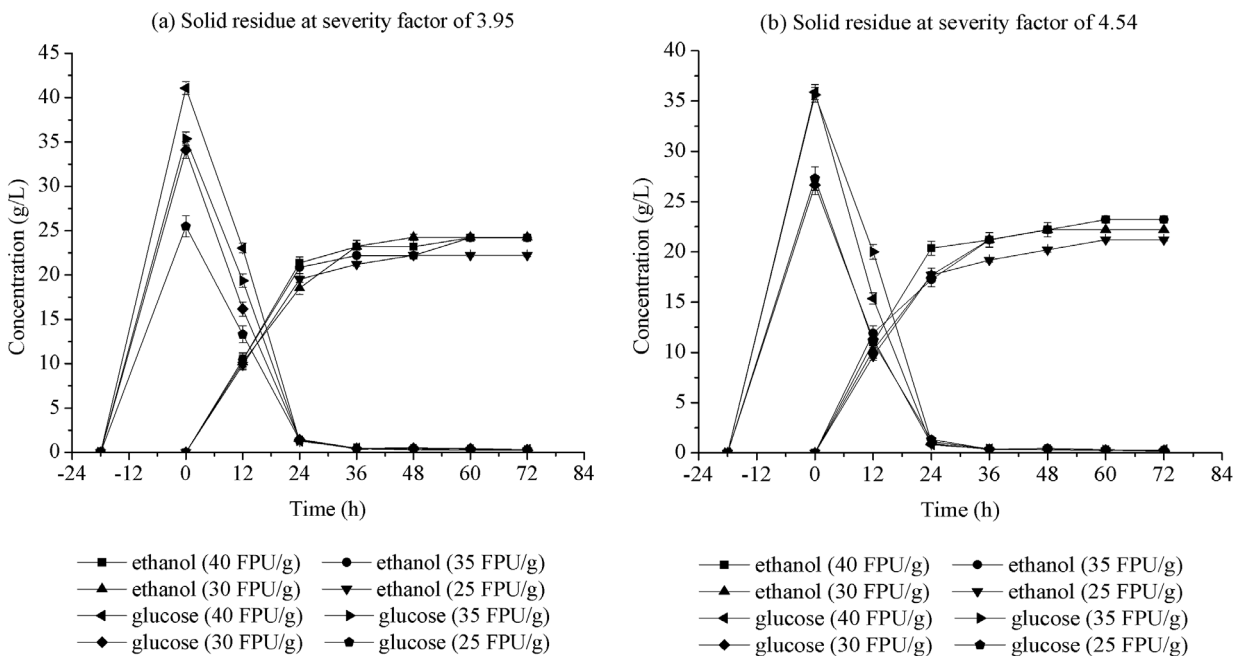 (a) Solid residue at severity factor of 3.95
45
40
35
30
25
20
15
10
5
0
Concentration (g/L)
-24 -12 0 12 24 36 48 60 72 84
Time (h)
ethanol (40 FPU/g) ethanol (35 FPU/g)
ethanol (30 FPU/g) ethanol (25 FPU/g)
glucose (40 FPU/g) glucose (35 FPU/g)
glucose (30 FPU/g) glucose (25 FPU/g)
(b) Solid residue at severity factor of 4.54
40
35
30
25
20
15
10
5
0
Concentration (g/L)
-24 -12 0 12 24 36 48 60 72 84
Time (h)
ethanol (40 FPU/g) ethanol (35 FPU/g)
ethanol (30 FPU/g) ethanol (25 FPU/g)
glucose (40 FPU/g) glucose (35 FPU/g)
glucose (30 FPU/g) glucose (25 FPU/g)